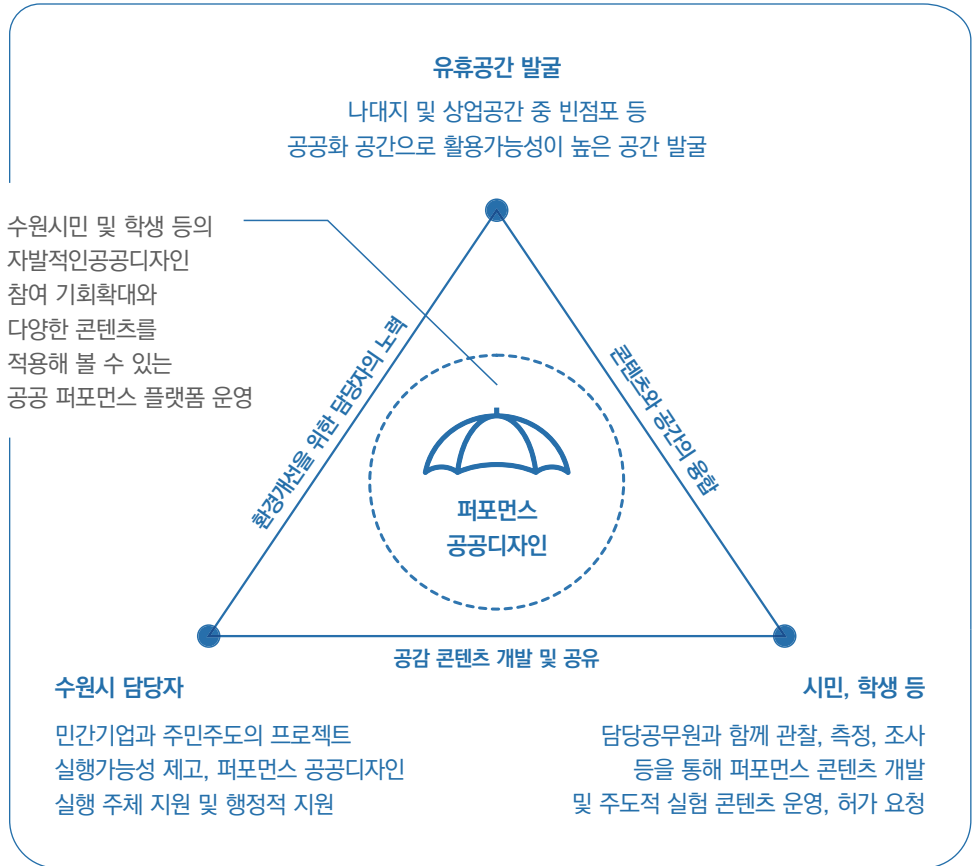 유휴공간 발굴
나대지 및 상업공간 중 빈점포 등
공공화 공간으로 활용가능성이 높은 공간 발굴
수원시민 및 학생 등의
자발적인공공디자인
참여 기회확대와
다양한 콘텐츠를
적용해 볼 수 있는
공공 퍼포먼스 플랫폼 운영
환경개선을 위한 담당자의 노력
콘텐츠와 공간의 융합
퍼포먼스
공공디자인
공감 콘텐츠 개발 및 공유
수원시 담당자
민간기업과 주민주도의 프로젝트
실행가능성 제고, 퍼포먼스 공공디자인
실행 주체 지원 및 행정적 지원
시민, 학생 등
담당공무원과 함께 관찰, 측정, 조사
등을 통해 퍼포먼스 콘텐츠 개발
및 주도적 실험 콘텐츠 운영, 허가 요청